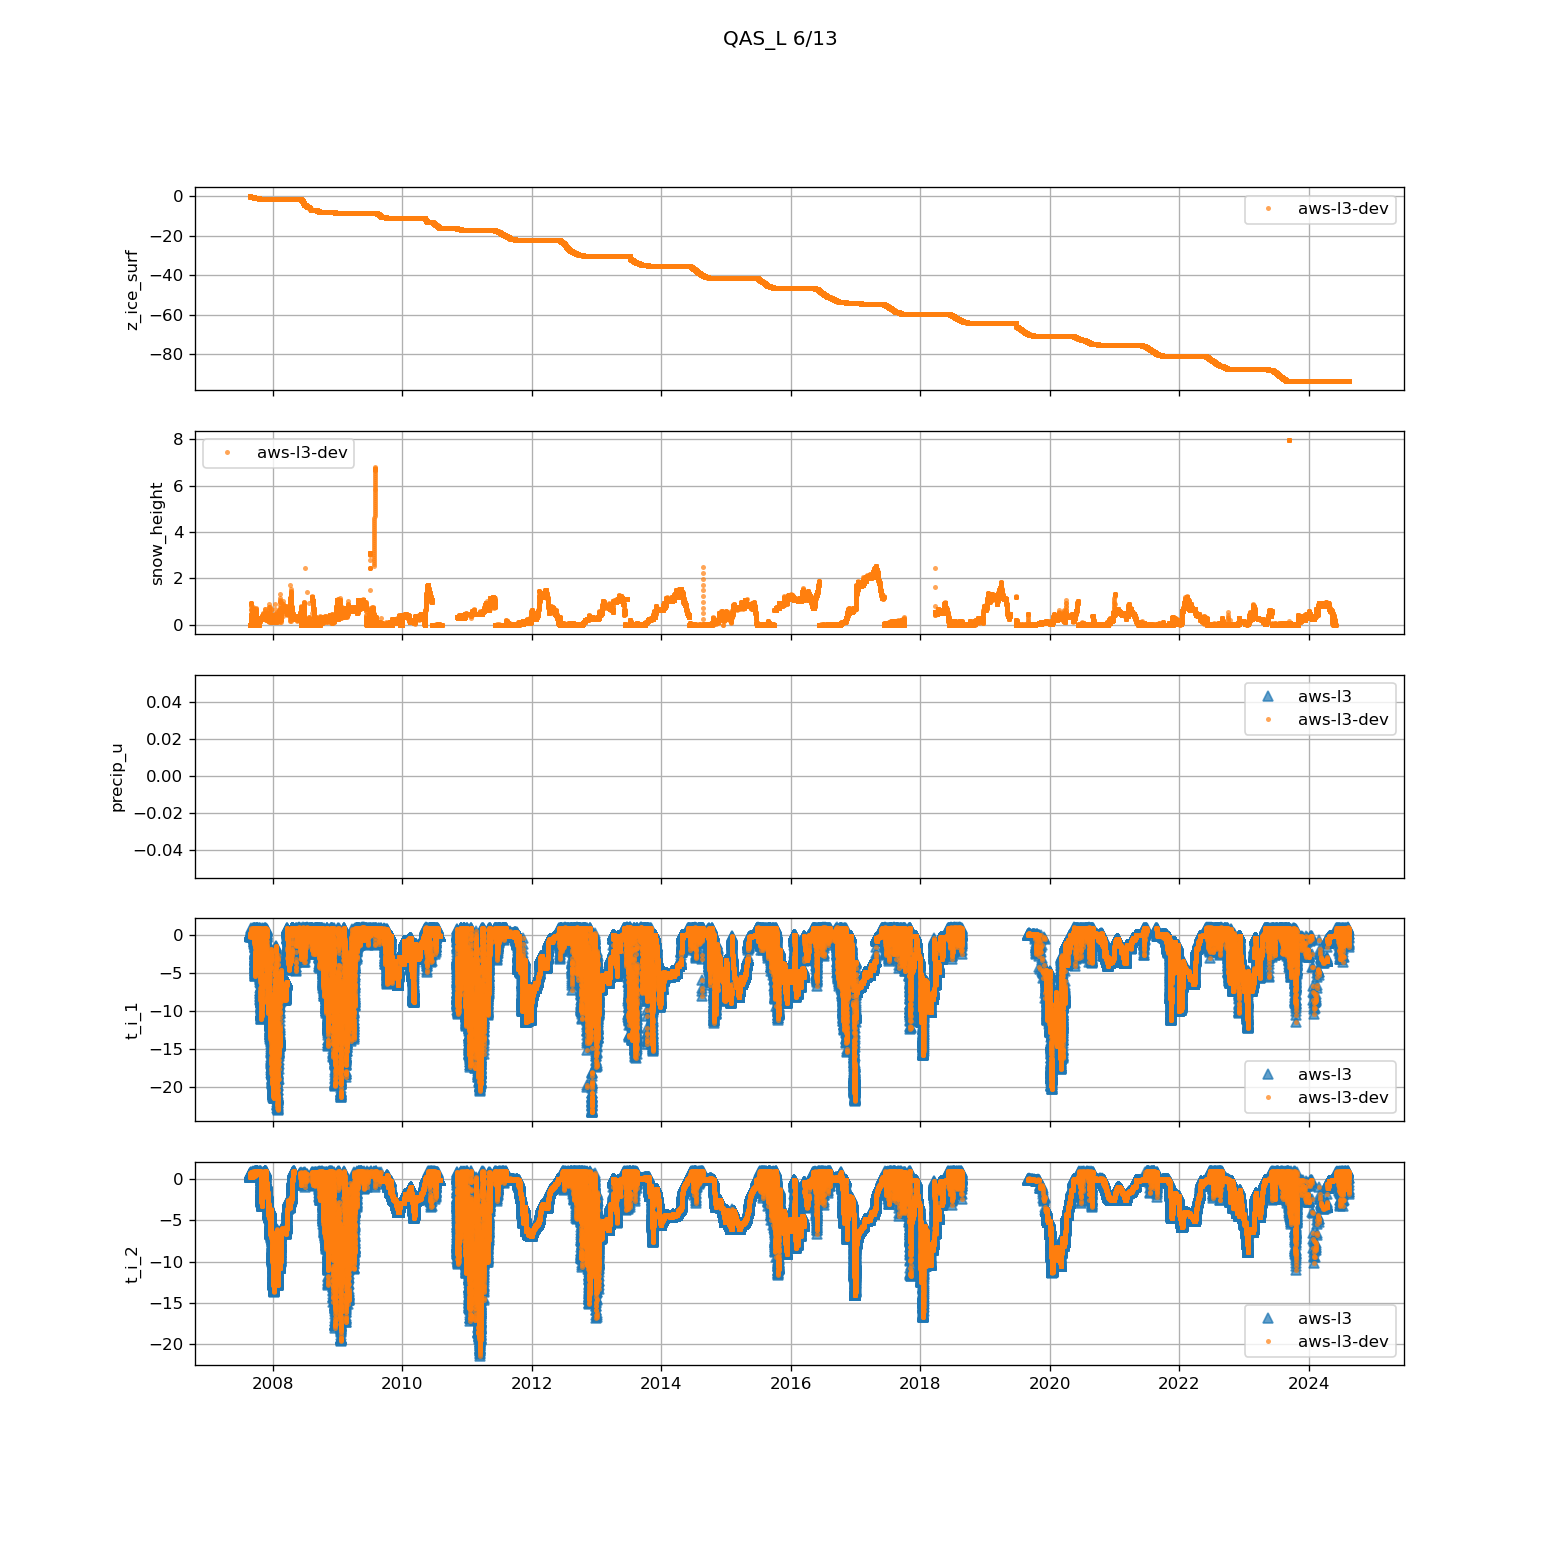 QAS_L 6/13
0
−20
−40
−60
−80
z_ice_surf
aws-l3-dev
8
6
4
2
0
snow_height
aws-l3-dev
0.04
0.02
0.00
−0.02
−0.04
precip_u
aws-l3
aws-l3-dev
0
−5
−10
−15
−20
t_i_1
aws-l3
aws-l3-dev
0
−5
−10
−15
−20
t_i_2
aws-l3
aws-l3-dev
2008 2010 2012 2014 2016 2018 2020 2022 2024